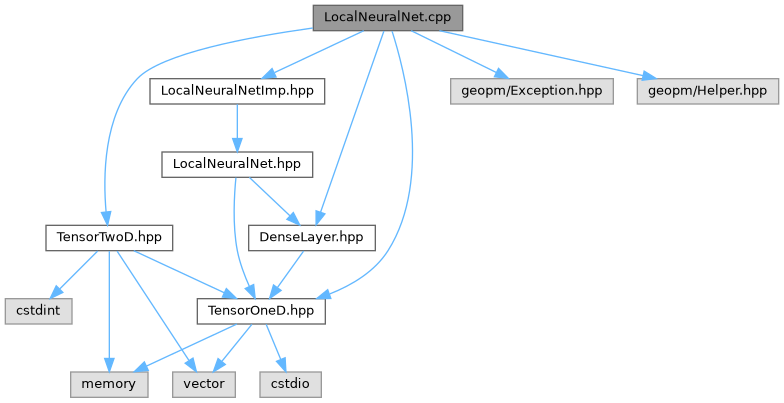 LocalNeuralNet.cpp
LocalNeuralNetImp.hpp
geopm/Exception.hpp
geopm/Helper.hpp
LocalNeuralNet.hpp
TensorTwoD.hpp
DenseLayer.hpp
cstdint
TensorOneD.hpp
memory
vector
cstdio